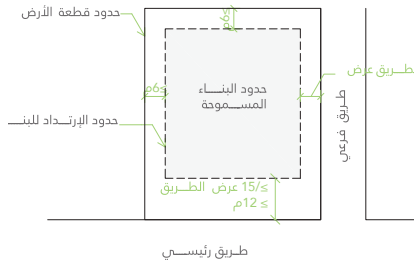 حدود قطعة الأرض
≥6م
طريق عرض
≥6م
حدود البناء
المسموحة
طريق فرعي
حدود الإرتداد للبنـ
≥/15 عرض الطريق
≥ 12م
طريق رئيسي